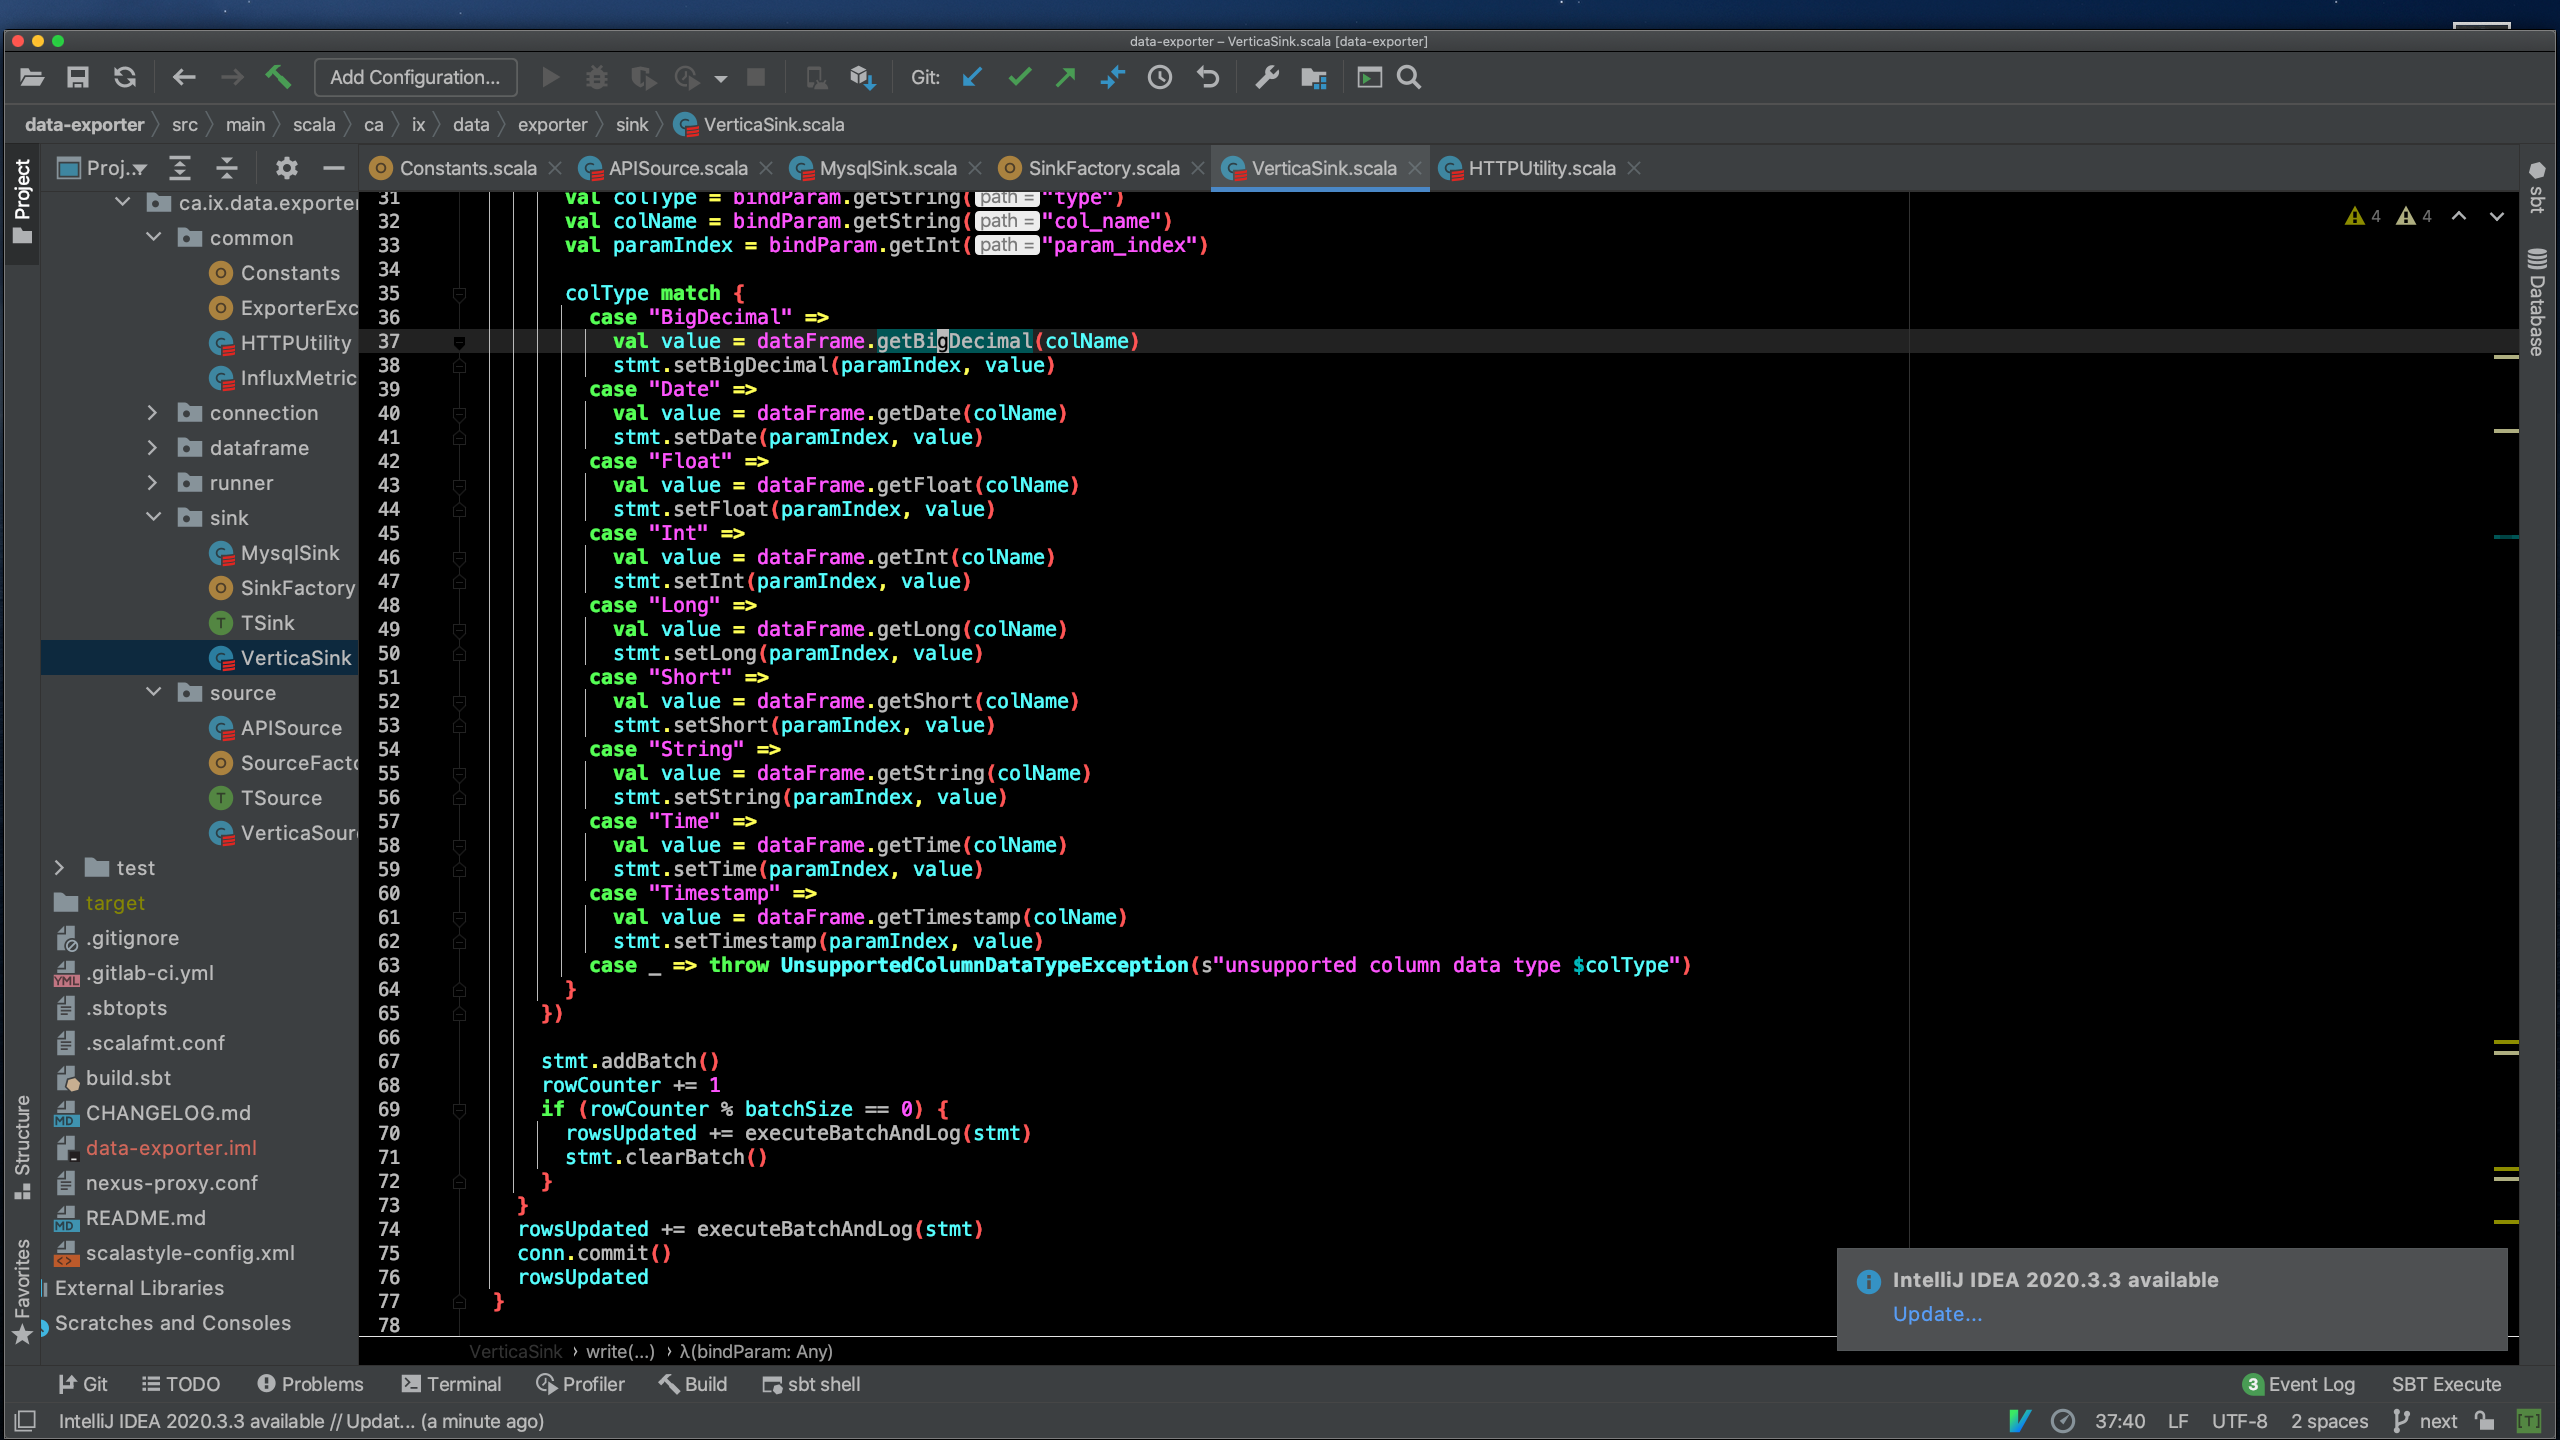 data-exporter – VerticaSink.scala [data-exporter]
Add Configuration...
Git:
data-exporter
src
main
scala
ca
ix
data
exporter
sink
VerticaSink.scala
Project
Proj..
Constants.scala
APISource.scala
MysqlSink.scala
SinkFactory.scala
VerticaSink.scala
HTTPUtility.scala
ca.ix.data.exporter
common
Constants
ExporterExc
HTTPUtility
InfluxMetric
connection
dataframe
runner
sink
MysqlSink
SinkFactory
TSink
VerticaSink
source
APISource
SourceFacto
TSource
VerticaSour
test
target
.gitignore
.gitlab-ci.yml
.sbtopts
.scalafmt.conf
build.sbt
CHANGELOG.md
data-exporter.iml
nexus-proxy.conf
README.md
scalastyle-config.xml
External Libraries
Scratches and Consoles
Structure
Favorites
31 val colType = bindParam.getString( path = "type")
32 val colName = bindParam.getString( path = "col_name")
33 val paramIndex = bindParam.getInt( path = "param_index")
34
35 colType match {
36 case "BigDecimal" =>
37 val value = dataFrame.getBigDecimal(colName)
38 stmt.setBigDecimal(paramIndex, value)
39 case "Date" =>
40 val value = dataFrame.getDate(colName)
41 stmt.setDate(paramIndex, value)
42 case "Float" =>
43 val value = dataFrame.getFloat(colName)
44 stmt.setFloat(paramIndex, value)
45 case "Int" =>
46 val value = dataFrame.getInt(colName)
47 stmt.setInt(paramIndex, value)
48 case "Long" =>
49 val value = dataFrame.getLong(colName)
50 stmt.setLong(paramIndex, value)
51 case "Short" =>
52 val value = dataFrame.getShort(colName)
53 stmt.setShort(paramIndex, value)
54 case "String" =>
55 val value = dataFrame.getString(colName)
56 stmt.setString(paramIndex, value)
57 case "Time" =>
58 val value = dataFrame.getTime(colName)
59 stmt.setTime(paramIndex, value)
60 case "Timestamp" =>
61 val value = dataFrame.getTimestamp(colName)
62 stmt.setTimestamp(paramIndex, value)
63 case _ => throw UnsupportedColumnDataTypeException(s"unsupported column data type $colType")
64 }
65 })
66
67 stmt.addBatch()
68 rowCounter += 1
69 if (rowCounter % batchSize == 0) {
70 rowsUpdated += executeBatchAndLog(stmt)
71 stmt.clearBatch()
72 }
73 }
74 rowsUpdated += executeBatchAndLog(stmt)
75 conn.commit()
76 rowsUpdated
77 }
78
4
4
sbt
Database
IntelliJ IDEA 2020.3.3 available
Update...
VerticaSink › write(...) › λ(bindParam: Any)
Git
TODO
Problems
Terminal
Profiler
Build
sbt shell
3 Event Log
SBT Execute
IntelliJ IDEA 2020.3.3 available // Updat... (a minute ago)
37:40
LF
UTF-8
2 spaces
next
[T]